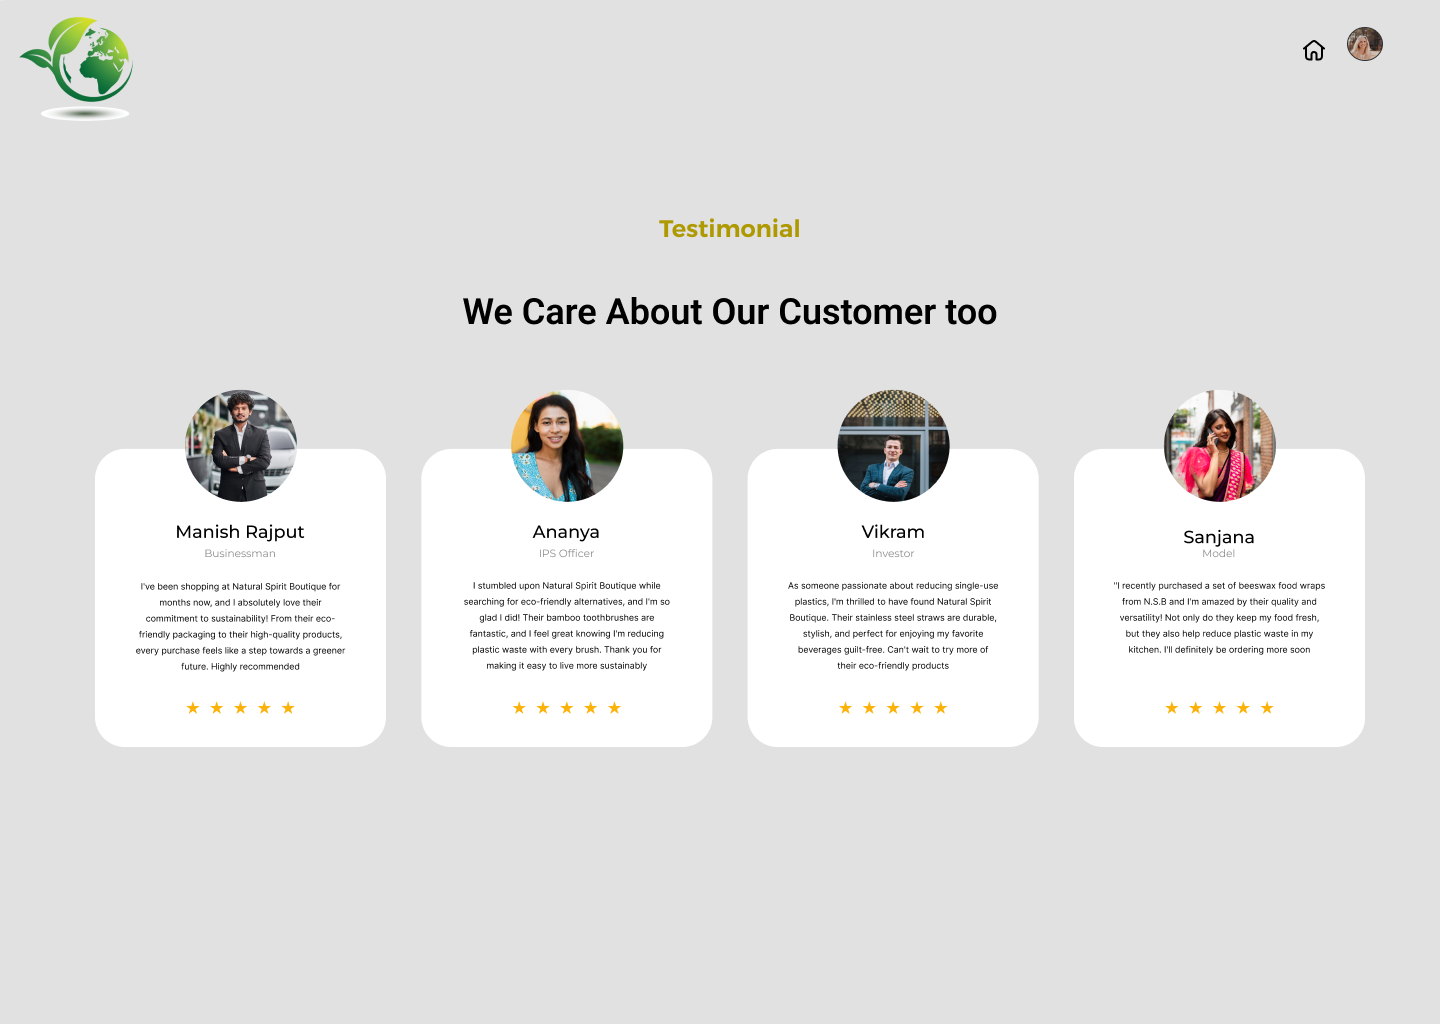 Testimonial
We Care About Our Customer too
Manish Rajput
Businessman
I've been shopping at Natural Spirit Boutique for
months now, and I absolutely love their
commitment to sustainability! From their eco-
friendly packaging to their high-quality products,
every purchase feels like a step towards a greener
future. Highly recommended
★ ★ ★ ★ ★
Ananya
IPS Officer
I stumbled upon Natural Spirit Boutique while
searching for eco-friendly alternatives, and I'm so
glad I did! Their bamboo toothbrushes are
fantastic, and I feel great knowing I'm reducing
plastic waste with every brush. Thank you for
making it easy to live more sustainably
★ ★ ★ ★ ★
Vikram
Investor
As someone passionate about reducing single-use
plastics, I'm thrilled to have found Natural Spirit
Boutique. Their stainless steel straws are durable,
stylish, and perfect for enjoying my favorite
beverages guilt-free. Can't wait to try more of
their eco-friendly products
★ ★ ★ ★ ★
Sanjana
Model
"I recently purchased a set of beeswax food wraps
from N.S.B and I'm amazed by their quality and
versatility! Not only do they keep my food fresh,
but they also help reduce plastic waste in my
kitchen. I'll definitely be ordering more soon
★ ★ ★ ★ ★